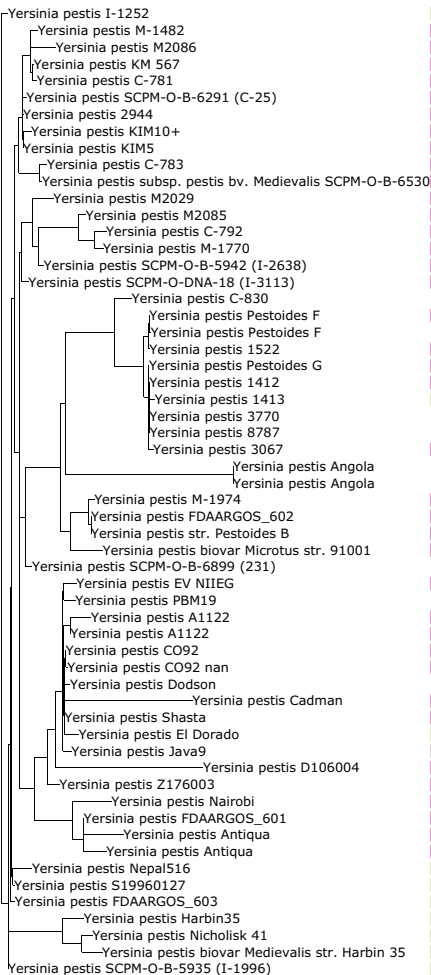 Yersinia pestis I-1252
Yersinia pestis M-1482
Yersinia pestis M2086
Yersinia pestis KM 567
Yersinia pestis C-781
Yersinia pestis SCPM-O-B-6291 (C-25)
Yersinia pestis 2944
Yersinia pestis KIM10+
Yersinia pestis KIM5
Yersinia pestis C-783
Yersinia pestis subsp. pestis bv. Medievalis SCPM-O-B-6530
Yersinia pestis M2029
Yersinia pestis M2085
Yersinia pestis C-792
Yersinia pestis M-1770
Yersinia pestis SCPM-O-B-5942 (I-2638)
Yersinia pestis SCPM-O-DNA-18 (I-3113)
Yersinia pestis C-830
Yersinia pestis Pestoides F
Yersinia pestis Pestoides F
Yersinia pestis 1522
Yersinia pestis Pestoides G
Yersinia pestis 1412
Yersinia pestis 1413
Yersinia pestis 3770
Yersinia pestis 8787
Yersinia pestis 3067
Yersinia pestis Angola
Yersinia pestis Angola
Yersinia pestis M-1974
Yersinia pestis FDAARGOS_602
Yersinia pestis str. Pestoides B
Yersinia pestis biovar Microtus str. 91001
Yersinia pestis SCPM-O-B-6899 (231)
Yersinia pestis EV NIIEG
Yersinia pestis PBM19
Yersinia pestis A1122
Yersinia pestis A1122
Yersinia pestis CO92
Yersinia pestis CO92 nan
Yersinia pestis Dodson
Yersinia pestis Cadman
Yersinia pestis Shasta
Yersinia pestis El Dorado
Yersinia pestis Java9
Yersinia pestis D106004
Yersinia pestis Z176003
Yersinia pestis Nairobi
Yersinia pestis FDAARGOS_601
Yersinia pestis Antiqua
Yersinia pestis Antiqua
Yersinia pestis Nepal516
Yersinia pestis S19960127
Yersinia pestis FDAARGOS_603
Yersinia pestis Harbin35
Yersinia pestis Nicholisk 41
Yersinia pestis biovar Medievalis str. Harbin 35
Yersinia pestis SCPM-O-B-5935 (I-1996)